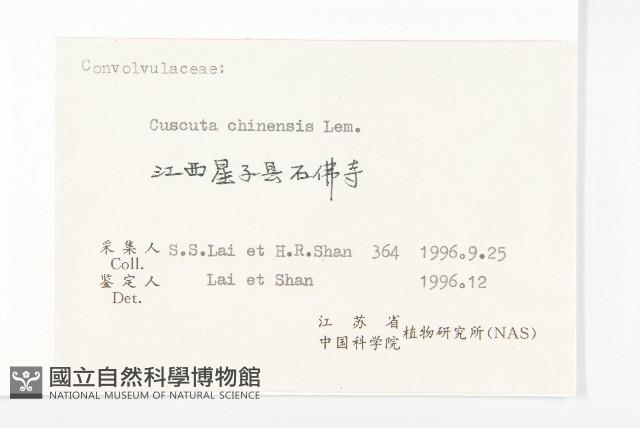 Convolvulaceae:
Cuscuta chinensis Lem.
江西星子县石佛寺
采集人 S.S.Lai et H.R.Shan 364 1996.9.25
Coll.
鉴定人 Lai et Shan 1996.12
Det.
江苏省
中国科学院 植物研究所(NAS)
國立自然科學博物館
NATIONAL MUSEUM OF NATURAL SCIENCE